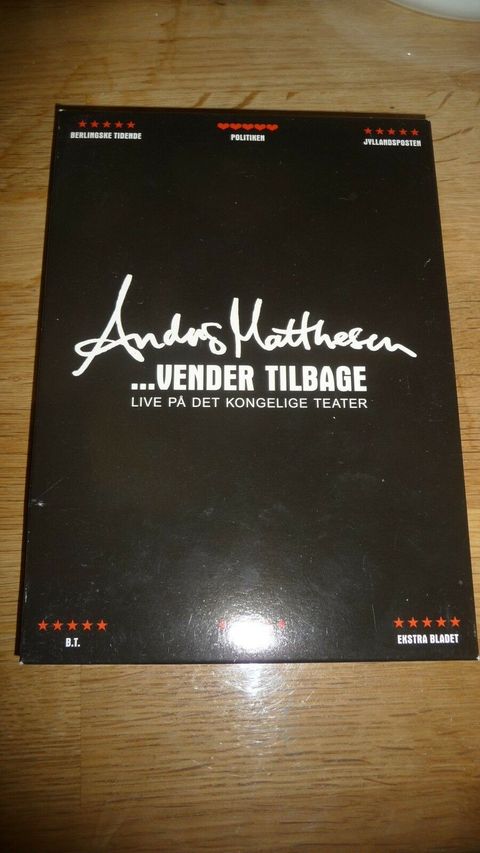 ★★★★★ ❤❤❤❤❤ ★★★★★
BERLINGSKE TIDENDE POLITIKEN JYLLANDSPOSTEN
Anders Matthesen
...VENDER TILBAGE
LIVE PÅ DET KONGELIGE TEATER
★★★★★ ★★★★★
B.T. EKSTRA BLADET